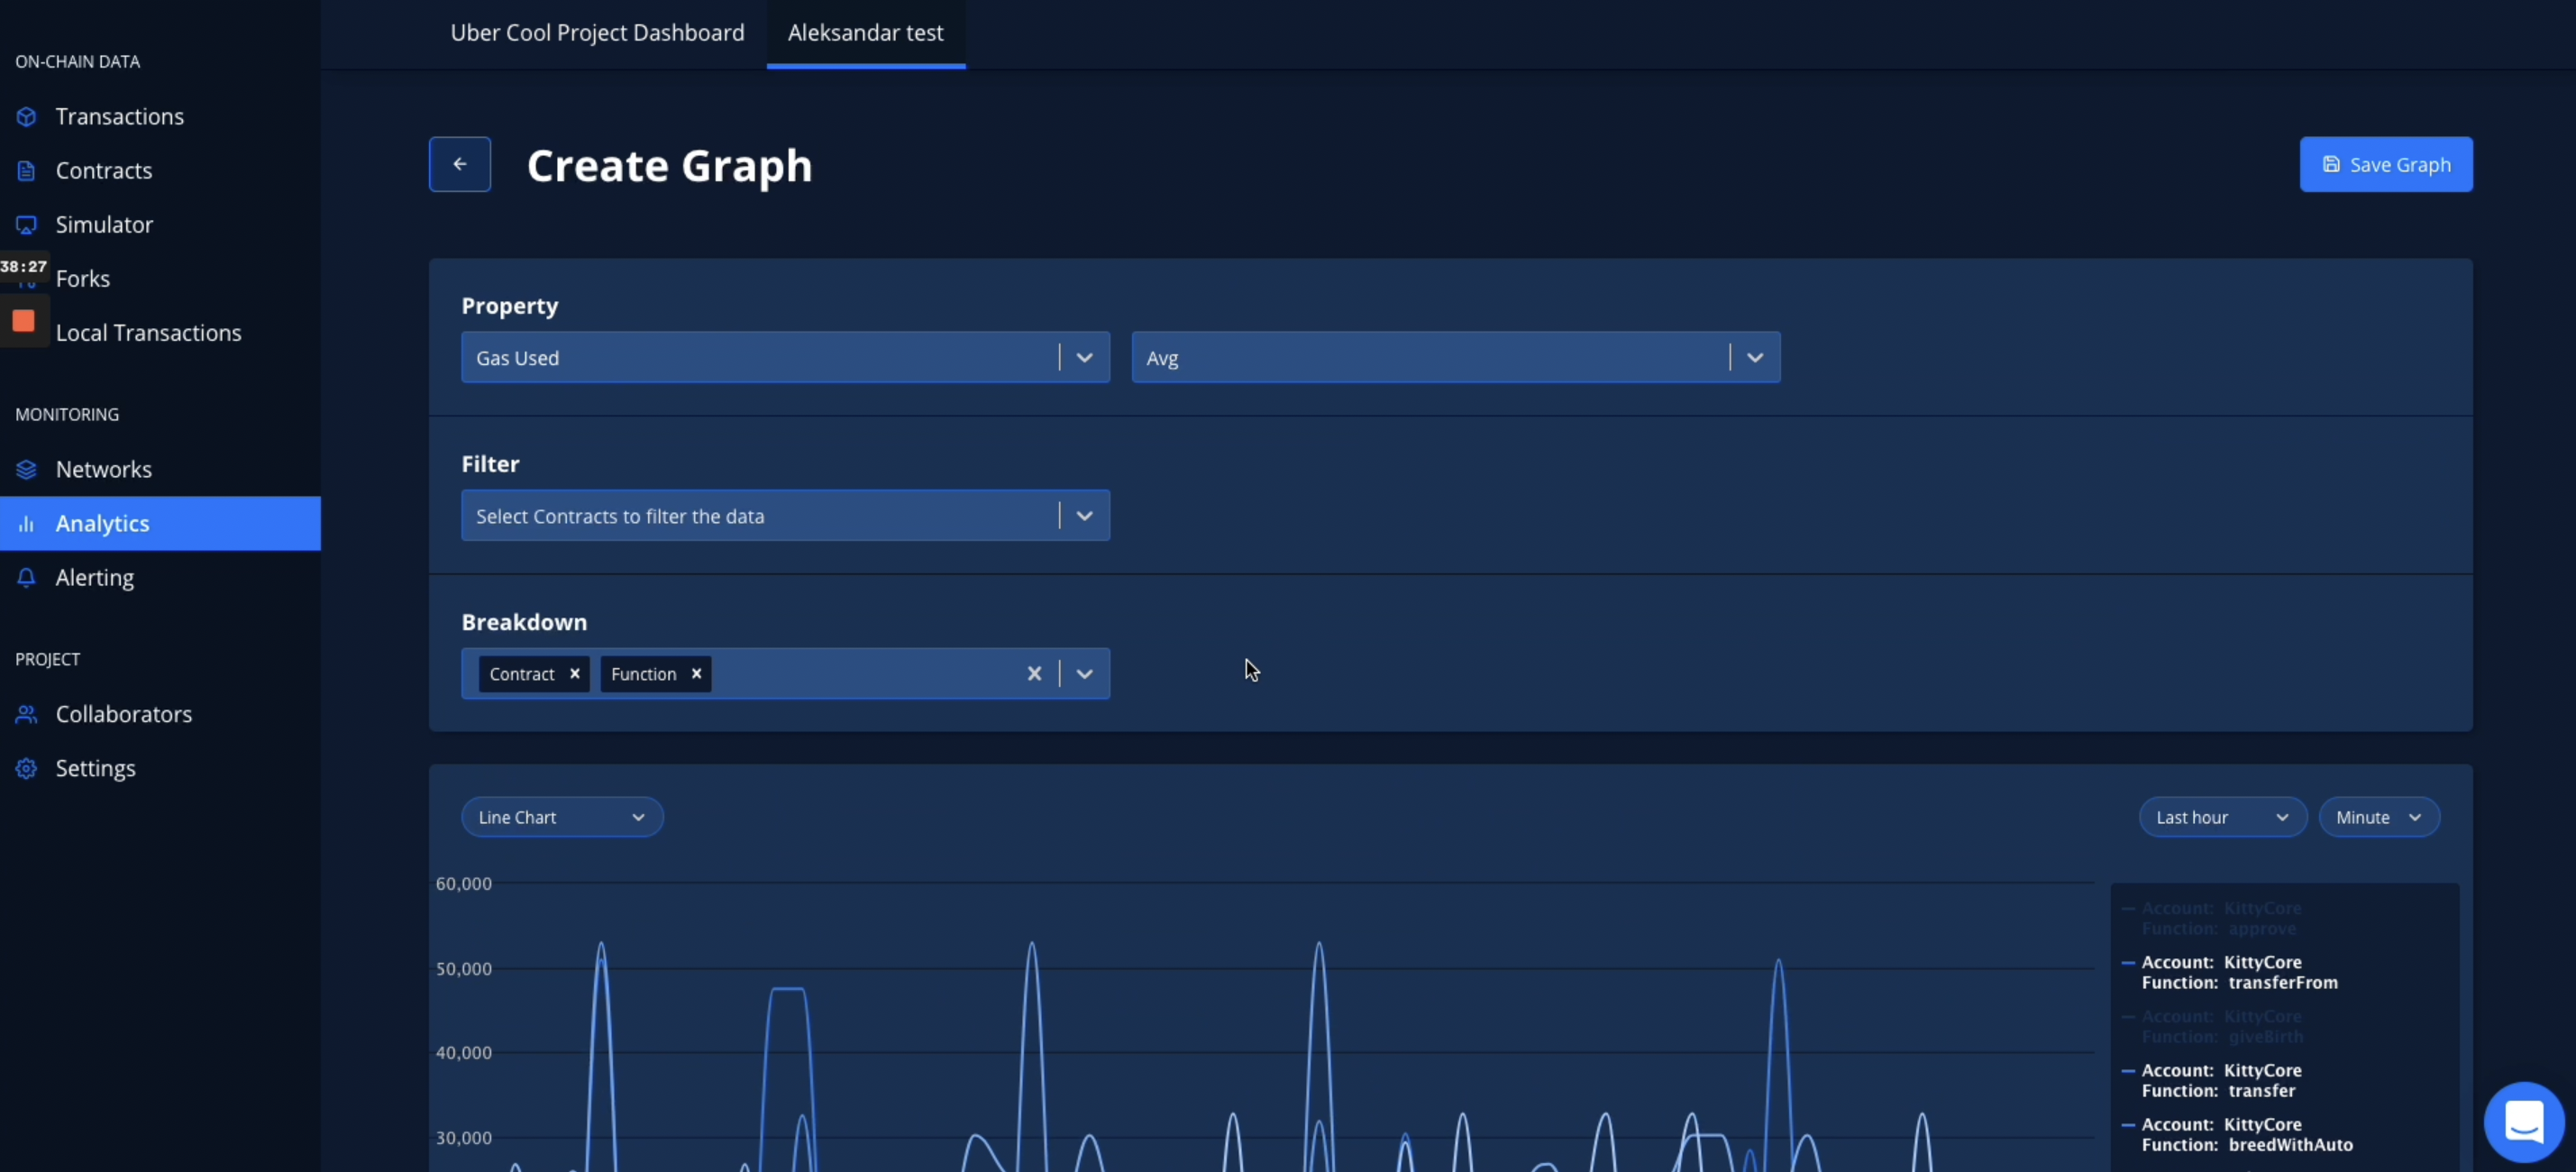 Uber Cool Project Dashboard
Aleksandar test
ON-CHAIN DATA
Transactions
Contracts
Simulator
38:27
Forks
Local Transactions
MONITORING
Networks
Analytics
Alerting
PROJECT
Collaborators
Settings
Create Graph
Save Graph
Property
Gas Used
Avg
Filter
Select Contracts to filter the data
Breakdown
Contract
Function
Line Chart
Last hour
Minute
60,000
50,000
40,000
30,000
Account: KittyCore
Function: approve
Account: KittyCore
Function: transferFrom
Account: KittyCore
Function: giveBirth
Account: KittyCore
Function: transfer
Account: KittyCore
Function: breedWithAuto